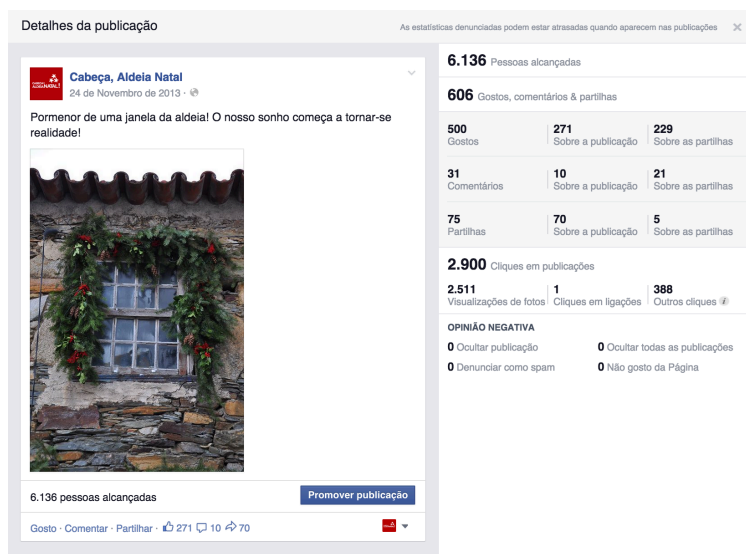 Detalhes da publicação
As estatísticas denunciadas podem estar atrasadas quando aparecem nas publicações
ALDEIA NATAL!
Cabeça, Aldeia Natal
24 de Novembro de 2013 ·
Pormenor de uma janela da aldeia! O nosso sonho começa a tornar-se
realidade!
6.136 pessoas alcançadas
Promover publicação
Gosto · Comentar · Partilhar · 271 10 70
6.136 Pessoas alcançadas
606 Gostos, comentários & partilhas
500 271 229
Gostos Sobre a publicação Sobre as partilhas
31 10 21
Comentários Sobre a publicação Sobre as partilhas
75 70 5
Partilhas Sobre a publicação Sobre as partilhas
2.900 Cliques em publicações
2.511 1 388
Visualizações de fotos Cliques em ligações Outros cliques i
OPINIÃO NEGATIVA
0 Ocultar publicação 0 Ocultar todas as publicações
0 Denunciar como spam 0 Não gosto da Página